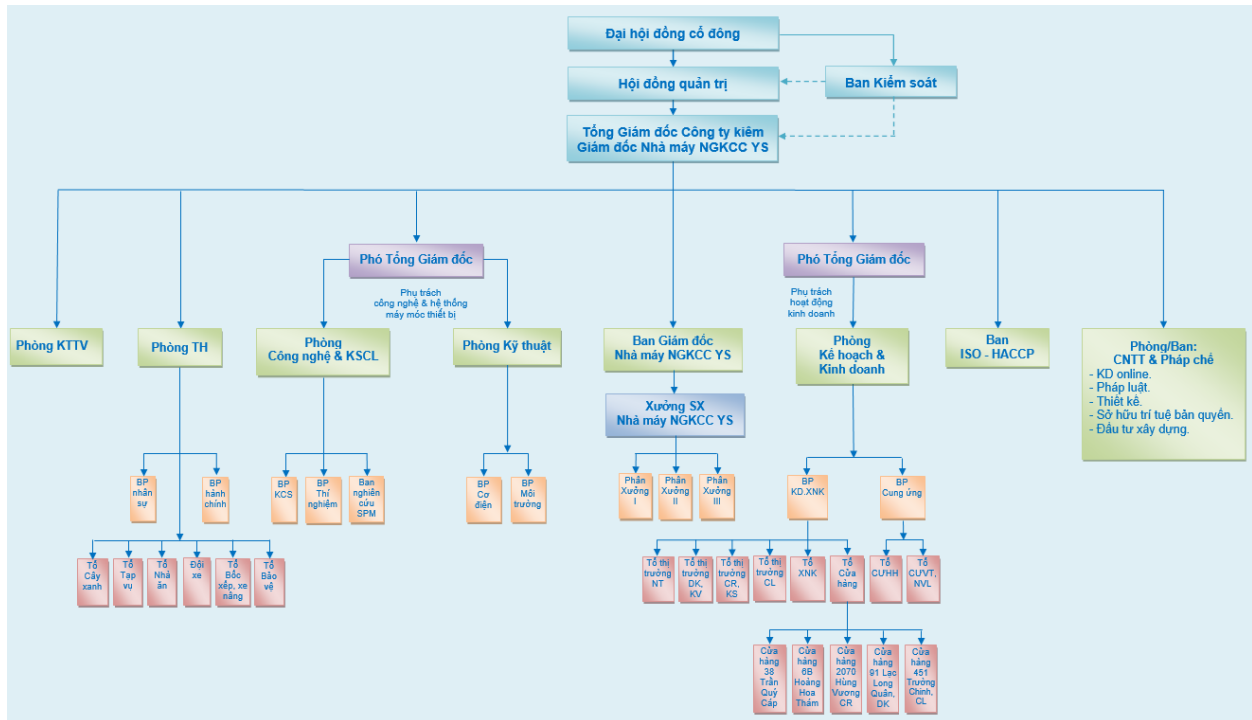 Đại hội đồng cổ đông
Hội đồng quản trị
Ban Kiểm soát
Tổng Giám đốc Công ty kiêm
Giám đốc Nhà máy NGKCC YS
Phó Tổng Giám đốc
Phụ trách
công nghệ & hệ thống
máy móc thiết bị
Phó Tổng Giám đốc
Phụ trách
hoạt động
kinh doanh
Phòng KTTV
Phòng TH
Phòng
Công nghệ & KSCL
Phòng Kỹ thuật
Ban Giám đốc
Nhà máy NGKCC YS
Phòng
Kế hoạch &
Kinh doanh
Ban
ISO - HACCP
Phòng/Ban:
CNTT & Pháp chế
- KD online.
- Pháp luật.
- Thiết kế.
- Sở hữu trí tuệ bản quyền.
- Đầu tư xây dựng.
Xưởng SX
Nhà máy NGKCC YS
BP
nhân
sự
BP
hành
chính
BP
KCS
BP
Thí
nghiệm
Ban
nghiên
cứu
SPM
BP
Cơ
điện
BP
Môi
trường
Phân
Xưởng
I
Phân
Xưởng
II
Phân
Xưởng
III
BP
KD.XNK
BP
Cung ứng
Tổ
Cây
xanh
Tổ
Tạp
vụ
Tổ
Nhà
ăn
Đội
xe
Tổ
Bốc
xếp, xe
nâng
Tổ
Bảo
vệ
Tổ thị
trường
NT
Tổ thị
trường
DK,
KV
Tổ thị
trường
CR,
KS
Tổ thị
trường
CL
Tổ
XNK
Tổ
Cửa
hàng
Tổ
CƯHH
Tổ
CƯVT,
NVL
Cửa
hàng
38
Trần
Quý
Cáp
Cửa
hàng
6B
Hoàng
Hoa
Thám
Cửa
hàng
2070
Hùng
Vương
CR
Cửa
hàng
91 Lạc
Long
Quân,
DK
Cửa
hàng
451
Trường
Chinh,
CL